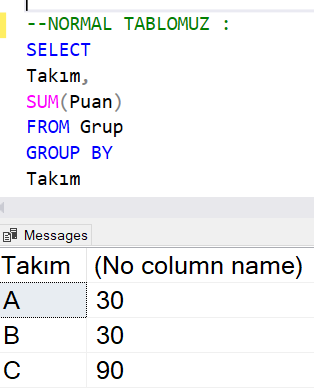 --NORMAL TABLOMUZ :
SELECT
Takım,
SUM(Puan)
FROM Grup
GROUP BY
Takım
Messages
Takım (No column name)
A 30
B 30
C 90